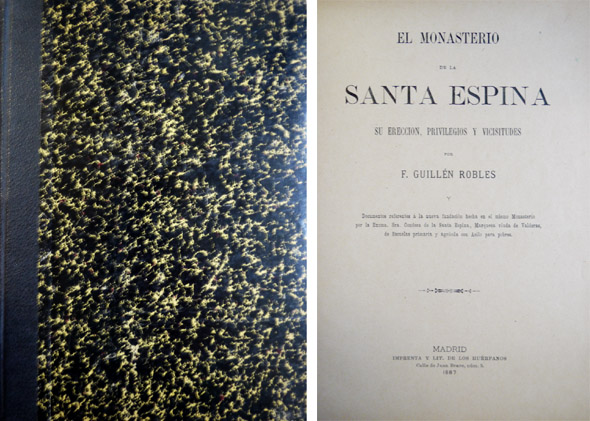 EL MONASTERIO
DE LA
SANTA ESPINA
SU ERECCION, PRIVILEGIOS Y VICISITUDES
POR
F. GUILLÉN ROBLES
Y
Documentos referentes á la nueva fundación hecha en el mismo Monasterio
por la Excma. Sra. Condesa de la Santa Espina, Marquesa viuda de Valderas,
de Escuelas primaria y Agrícola con Asilo para pobres.
MADRID
IMPRENTA Y LIT. DE LOS HUÉRFANOS
Calle de Juan Bravo, núm. 5.
1887